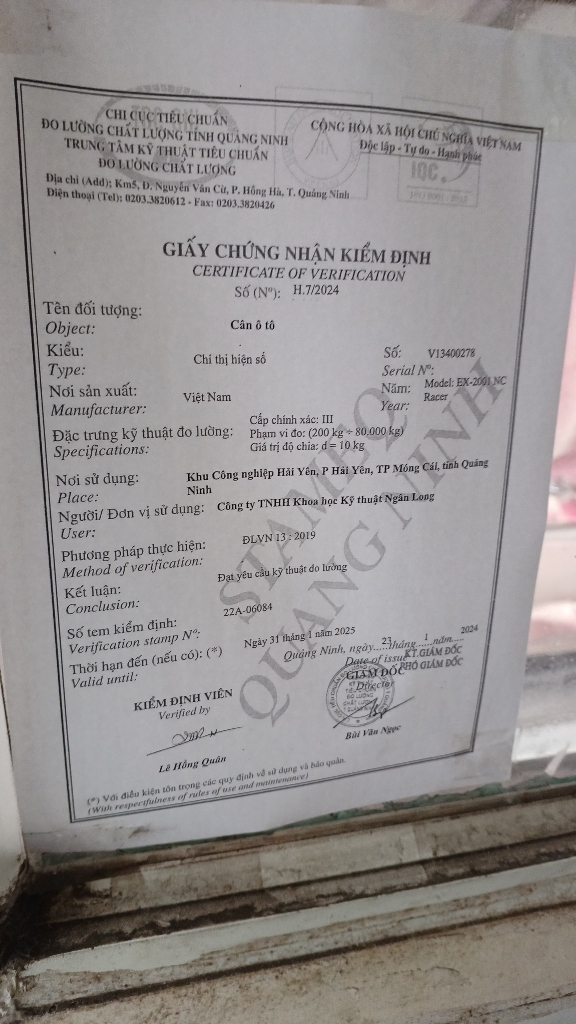 CHI CỤC TIÊU CHUẨN
ĐO LƯỜNG CHẤT LƯỢNG TỈNH QUẢNG NINH
TRUNG TÂM KỸ THUẬT TIÊU CHUẨN
ĐO LƯỜNG CHẤT LƯỢNG
Địa chỉ (Add): Km5, Đ. Nguyễn Văn Cừ, P. Hồng Hà, T. Quảng Ninh
Điện thoại (Tel): 0203.3820612 - Fax: 0203.3820426
CỘNG HÒA XÃ HỘI CHỦ NGHĨA VIỆT NAM
Độc lập - Tự do - Hạnh phúc
GIẤY CHỨNG NHẬN KIỂM ĐỊNH
CERTIFICATE OF VERIFICATION
Số (Nº): H.7/2024
Tên đối tượng:
Object: Cân ô tô
Kiểu: Chỉ thị hiện số Số: V13400278
Type: Serial Nº:
Nơi sản xuất: Việt Nam Năm: Model: EX-2001 NC
Manufacturer: Year: Racer
Đặc trưng kỹ thuật đo lường: Cấp chính xác: III
Phạm vi đo: (200 kg ÷ 80.000 kg)
Specifications: Giá trị độ chia: d = 10 kg
Nơi sử dụng: Khu Công nghiệp Hải Yên, P Hải Yên, TP Móng Cái, tỉnh Quảng
Place: Ninh
Người/ Đơn vị sử dụng: Công ty TNHH Khoa học Kỹ thuật Ngân Long
User:
Phương pháp thực hiện: ĐLVN 13 : 2019
Method of verification:
Kết luận: Đạt yêu cầu kỹ thuật đo lường
Conclusion:
Số tem kiểm định: 22A-06084
Verification stamp Nº:
Thời hạn đến (nếu có): (*) Ngày 31 tháng 1 năm 2025
Valid until:
Quảng Ninh, ngày 23 tháng 1 năm 2024
Date of issue
KT.GIÁM ĐỐC
GIÁM ĐỐC PHÓ GIÁM ĐỐC
Director
KIỂM ĐỊNH VIÊN
Verified by
Lê Hồng Quân
Bùi Văn Ngọc
(*) Với điều kiện tôn trọng các quy định về sử dụng và bảo quản.
(With respectfulness of rules of use and maintenance)
STAMEQ
QUANG NINH